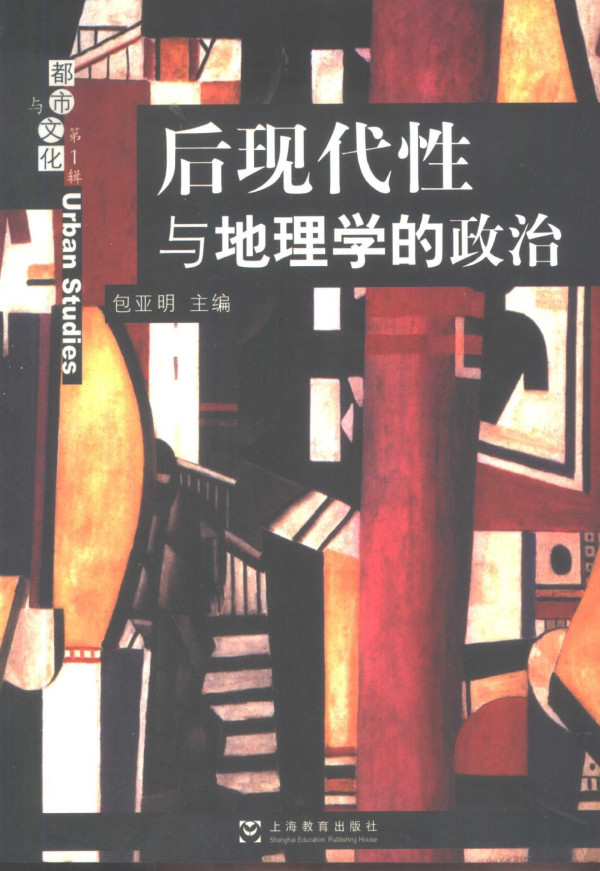 都市与文化
第1辑
Urban Studies
后现代性
与地理学的政治
包亚明 主编
上海教育出版社
Shanghai Education Publishing House